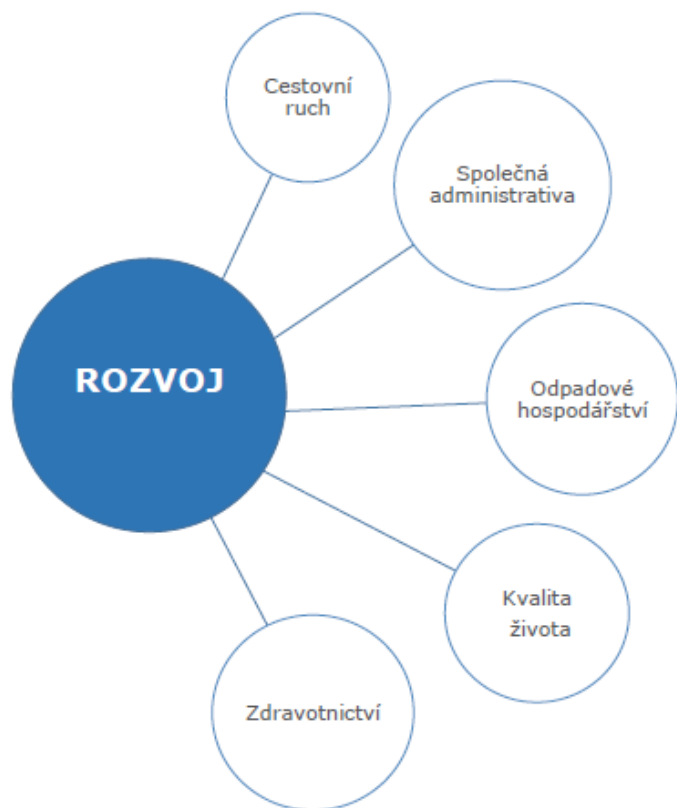 Cestovní
ruch
Společná
administrativa
ROZVOJ
Odpadové
hospodářství
Kvalita
života
Zdravotnictví